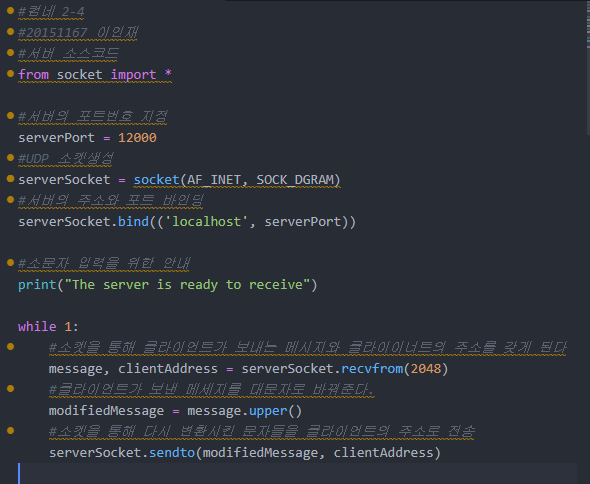 #컴네 2-4
#20151167 이인재
#서버 소스코드
from socket import *
#서버의 포트번호 지정
serverPort = 12000
#UDP 소켓생성
serverSocket = socket(AF_INET, SOCK_DGRAM)
#서버의 주소와 포트 바인딩
serverSocket.bind(('localhost', serverPort))
#소문자 입력을 위한 안내
print("The server is ready to receive")
while 1:
#소켓을 통해 클라이언트가 보내는 메시지와 클라이이너트의 주소를 갖게 된다
message, clientAddress = serverSocket.recvfrom(2048)
#클라이언트가 보낸 메세지를 대문자로 바꿔준다.
modifiedMessage = message.upper()
#소켓을 통해 다시 변환시킨 문자들을 클라이언트의 주소로 전송
serverSocket.sendto(modifiedMessage, clientAddress)